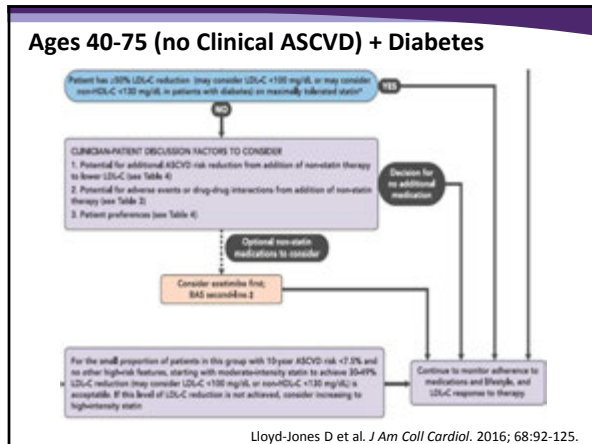 Ages 40-75 (no Clinical ASCVD) + Diabetes
Patient has ≥50% LDL-C reduction (may consider LDL-C <100 mg/dL or may consider
non-HDL-C <130 mg/dL in patients with diabetes) on maximally tolerated statin*
YES
NO
CLINICIAN-PATIENT DISCUSSION FACTORS TO CONSIDER
1. Potential for additional ASCVD risk reduction from addition of non-statin therapy
to lower LDL-C (see Table 4)
2. Potential for adverse events or drug-drug interactions from addition of non-statin
therapy (see Table 3)
3. Patient preferences (see Table 4)
Decision for
no additional
medication
Optional non-statin
medications to consider
Consider ezetimibe first;
BAS second-line.‡
For the small proportion of patients in this group with 10-year ASCVD risk <7.5% and
no other high-risk features, starting with moderate-intensity statin to achieve 30-49%
LDL-C reduction (may consider LDL-C <100 mg/dL or non-HDL-C <130 mg/dL) is
acceptable. If this level of LDL-C reduction is not achieved, consider increasing to
high-intensity statin
Continue to monitor adherence to
medications and lifestyle, and
LDL-C response to therapy.
Lloyd-Jones D et al. J Am Coll Cardiol. 2016; 68:92-125.